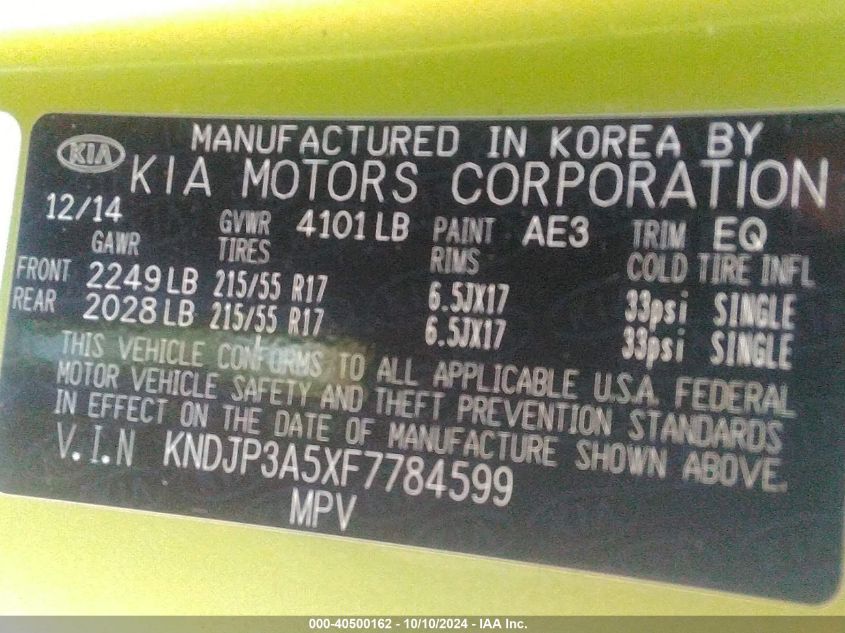 KIA
MANUFACTURED IN KOREA BY
KIA MOTORS CORPORATION
12/14 GVWR 4101 LB PAINT AE3 TRIM EQ
GAWR TIRES RIMS COLD TIRE INFL
FRONT 2249 LB 215/55 R17 6.5JX17 33psi SINGLE
REAR 2028 LB 215/55 R17 6.5JX17 33psi SINGLE
THIS VEHICLE CONFORMS TO ALL APPLICABLE U.S.A. FEDERAL
MOTOR VEHICLE SAFETY AND THEFT PREVENTION STANDARDS
IN EFFECT ON THE DATE OF MANUFACTURE SHOWN ABOVE.
V.I.N KNDJP3A5XF7784599
MPV
000-40500162 - 10/10/2024 - IAA Inc.